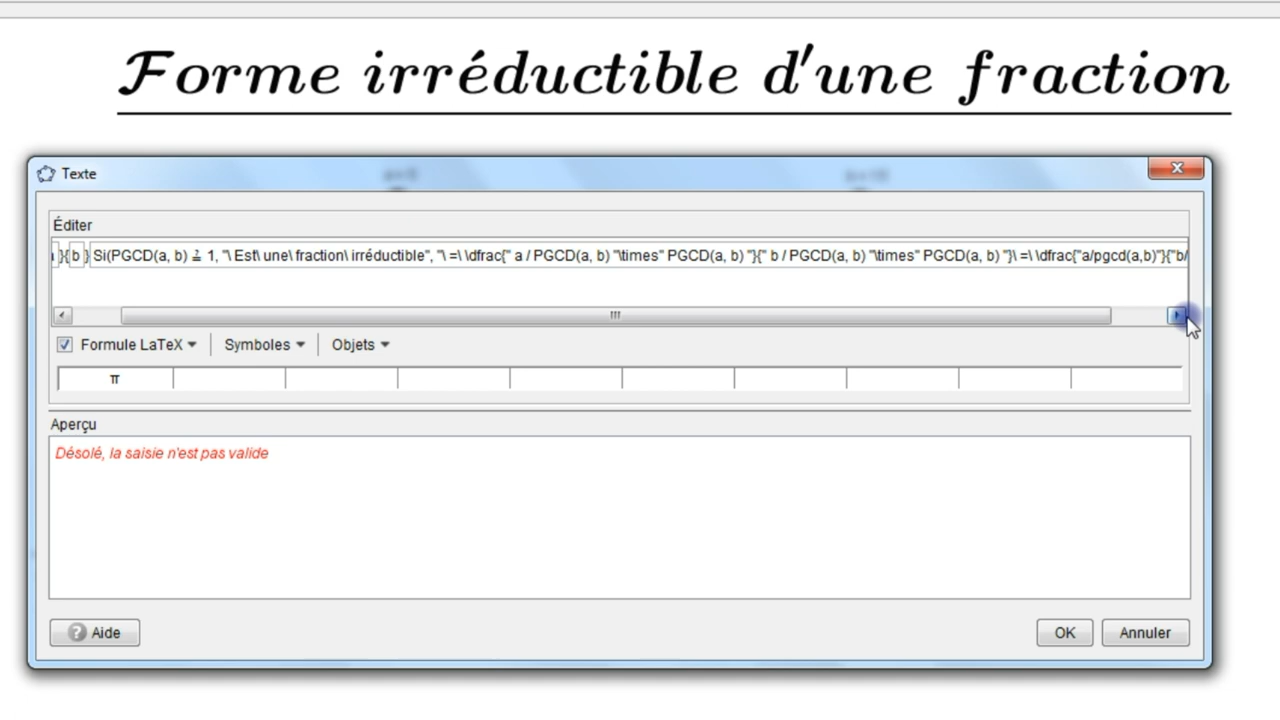 Forme irréductible d'une fraction
Texte
Éditer
}{ b } Si(PGCD(a, b) ≟ 1, "\ Est\ une\ fraction\ irréductible", "\ =\ \dfrac{" a / PGCD(a, b) "\times" PGCD(a, b) "}{" b / PGCD(a, b) "\times" PGCD(a, b) "}\ =\ \dfrac{"a/pgcd(a,b)"}{"b/
Formule LaTeX Symboles Objets
π
Aperçu
Désolé, la saisie n'est pas valide
Aide OK Annuler